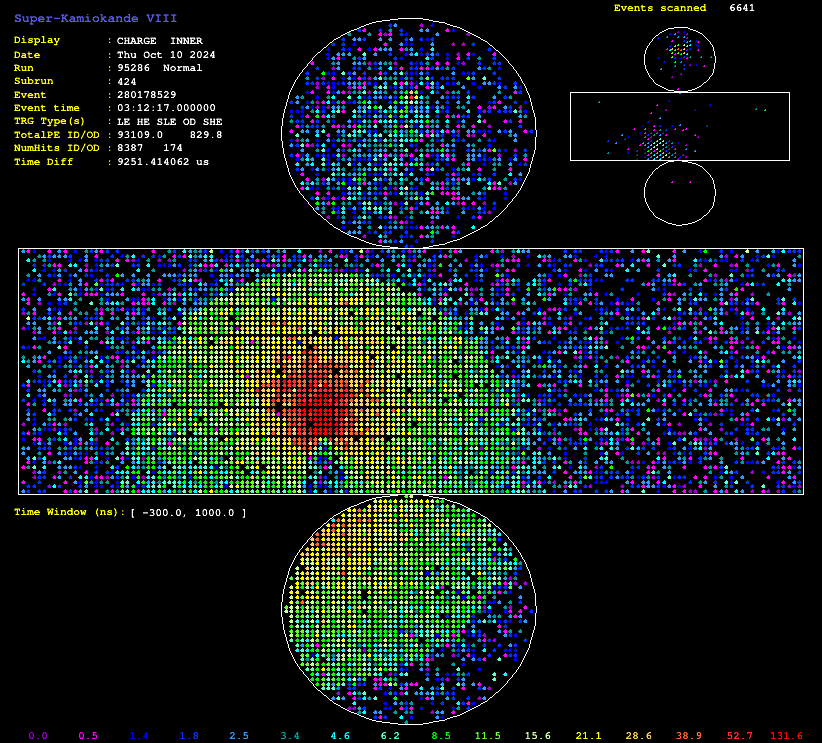 Super-Kamiokande VIII
Events scanned 6641
Display : CHARGE INNER
Date : Thu Oct 10 2024
Run : 95286 Normal
Subrun : 424
Event : 280178529
Event time : 03:12:17.000000
TRG Type(s) : LE HE SLE OD SHE
TotalPE ID/OD : 93109.0 829.8
NumHits ID/OD : 8387 174
Time Diff : 9251.414062 us
Time Window (ns): [ -300.0, 1000.0 ]
0.0 0.5 1.4 1.8 2.5 3.4 4.6 6.2 8.5 11.5 15.6 21.1 28.6 38.9 52.7 131.6